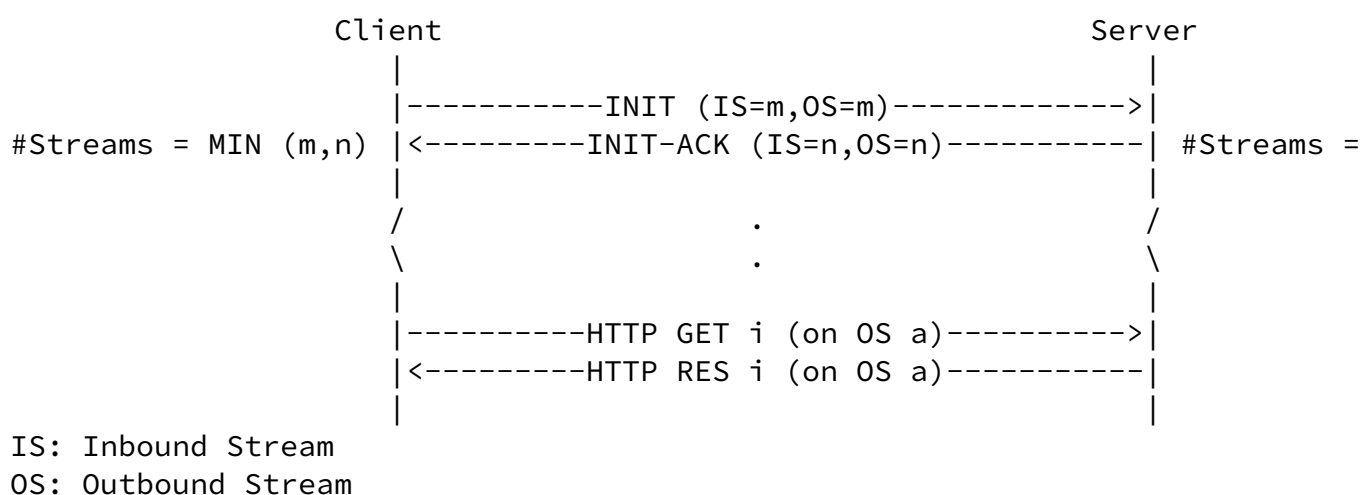 Client Server
|-----------INIT (IS=m,OS=m)------------->|
#Streams = MIN (m,n) |<---------INIT-ACK (IS=n,OS=n)-----------| #Streams =
/ . /
\ . \
|----------HTTP GET i (on OS a)---------->|
|<---------HTTP RES i (on OS a)-----------|
IS: Inbound Stream
OS: Outbound Stream